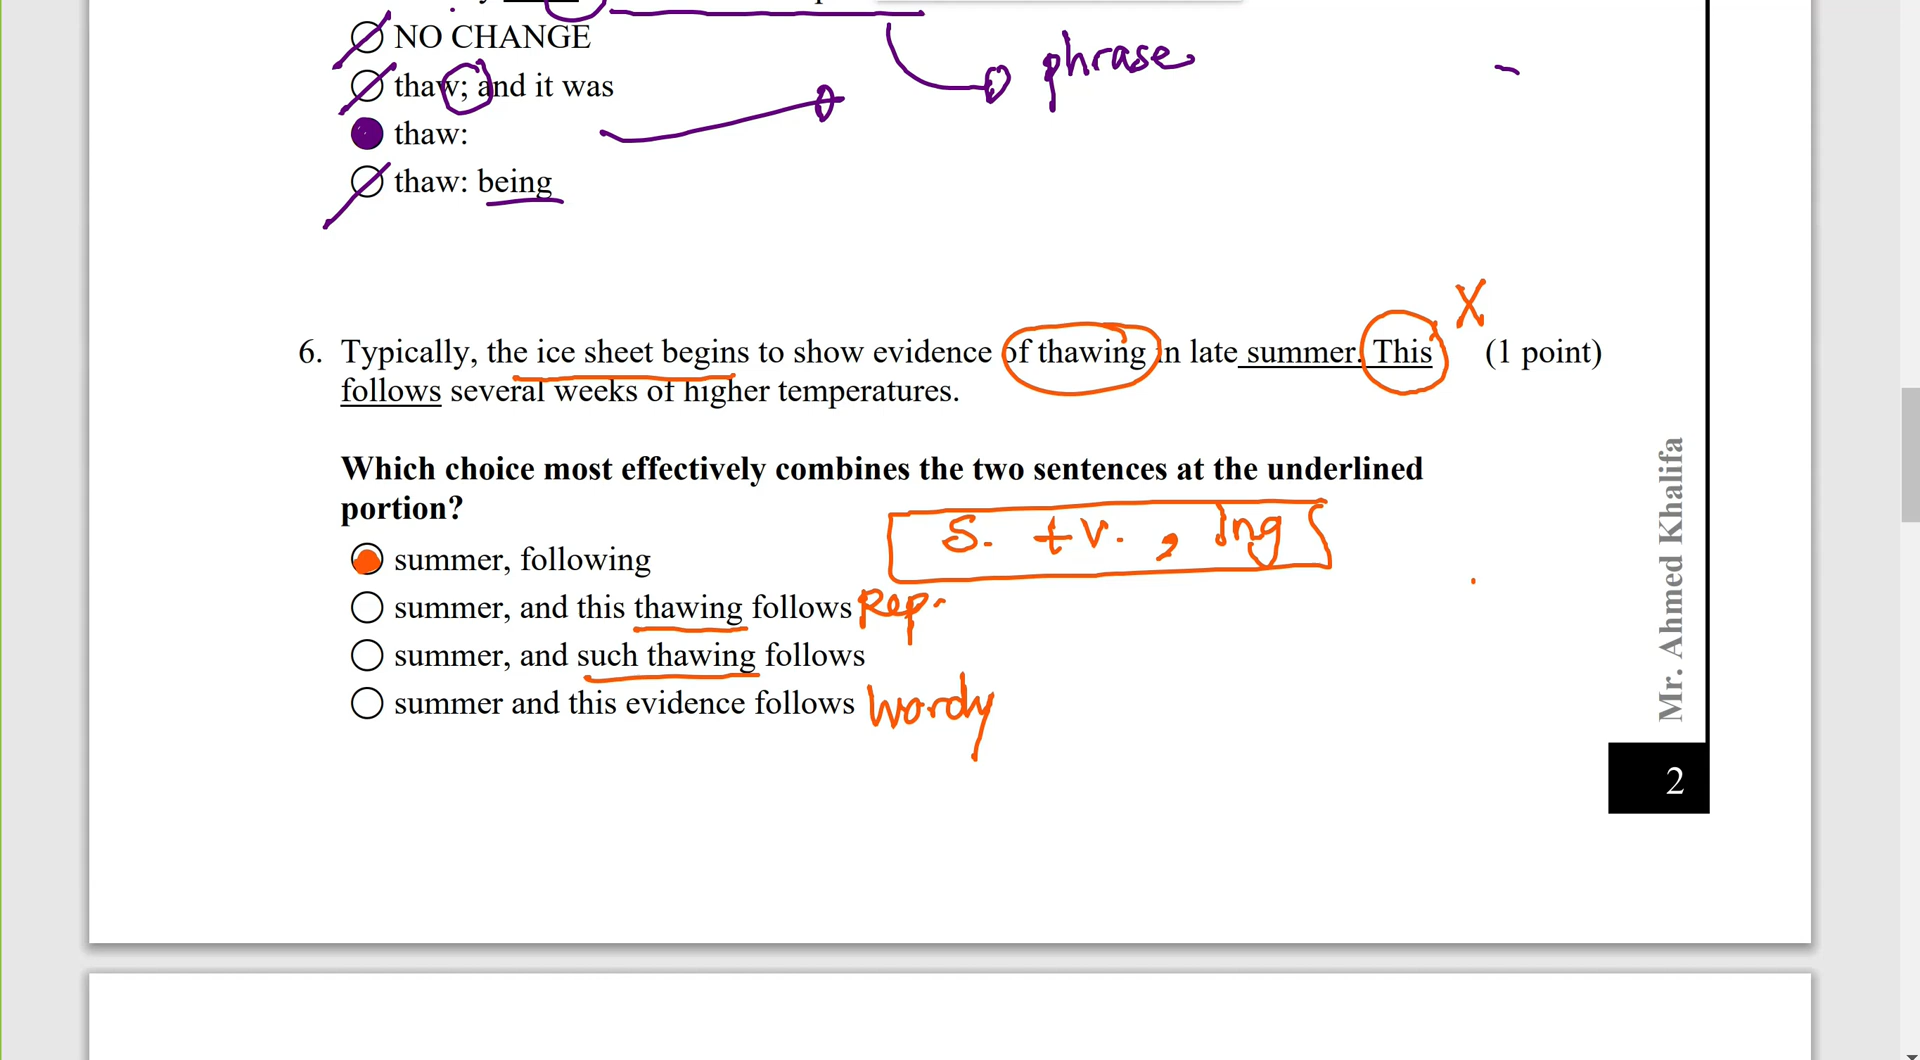 NO CHANGE
phrase
thaw; and it was
thaw:
thaw: being
X
6. Typically, the ice sheet begins to show evidence of thawing in late summer. This (1 point)
follows several weeks of higher temperatures.
Which choice most effectively combines the two sentences at the underlined
portion?
S. + v. , ing
summer, following
summer, and this thawing follows Rep.
summer, and such thawing follows
summer and this evidence follows wordy
Mr. Ahmed Khalifa
2